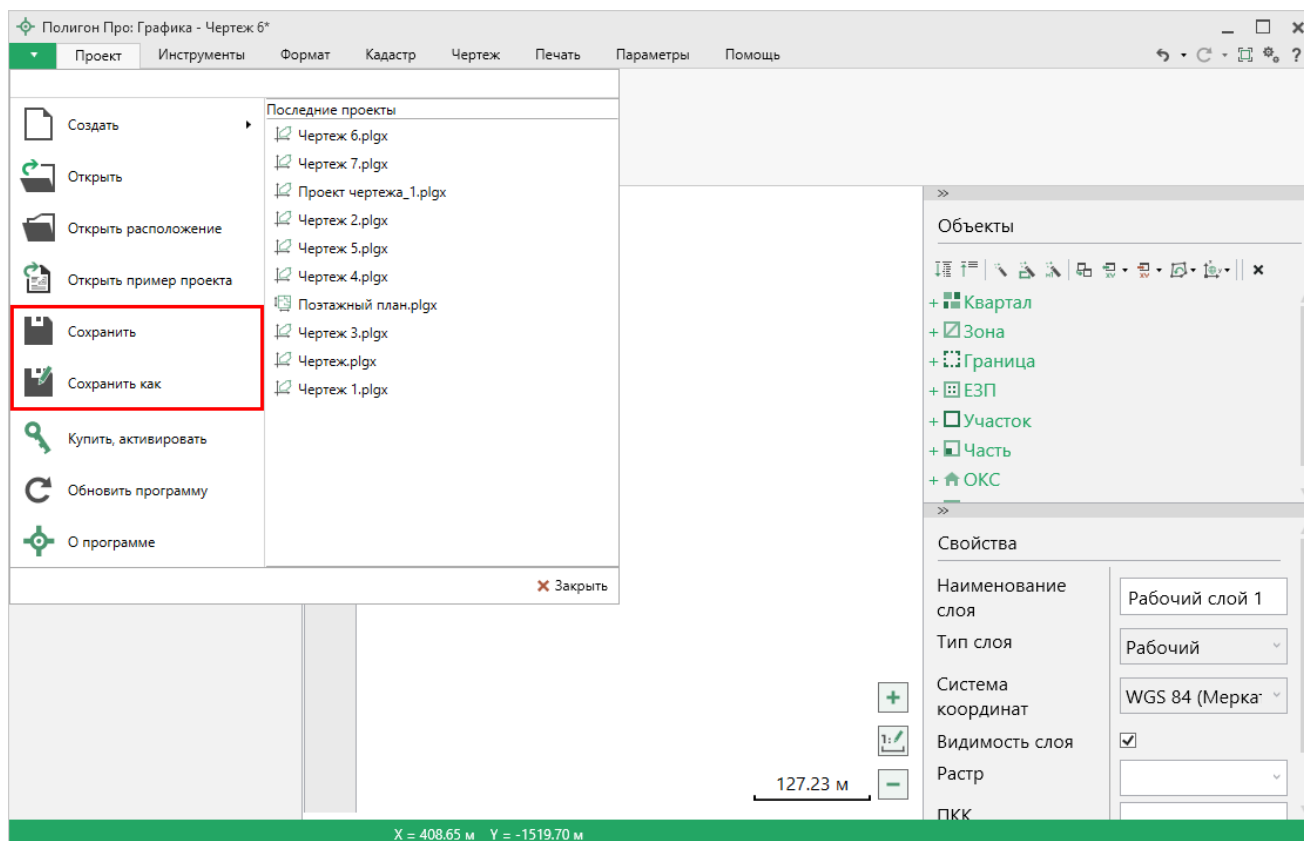 Полигон Про: Графика - Чертеж 6*
Проект Инструменты Формат Кадастр Чертеж Печать Параметры Помощь ?
Создать
Открыть
Открыть расположение
Открыть пример проекта
Сохранить
Сохранить как
Купить, активировать
Обновить программу
О программе
Последние проекты
Чертеж 6.plgx
Чертеж 7.plgx
Проект чертежа_1.plgx
Чертеж 2.plgx
Чертеж 5.plgx
Чертеж 4.plgx
Поэтажный план.plgx
Чертеж 3.plgx
Чертеж.plgx
Чертеж 1.plgx
Закрыть
Объекты
+ Квартал
+ Зона
+ Граница
+ ЕЗП
+ Участок
+ Часть
+ ОКС
Свойства
Наименование
слоя
Рабочий слой 1
Тип слоя
Рабочий
Система
координат
WGS 84 (Мерка
Видимость слоя
Растр
ПКК
1:
127.23 м
X = 408.65 м Y = -1519.70 м